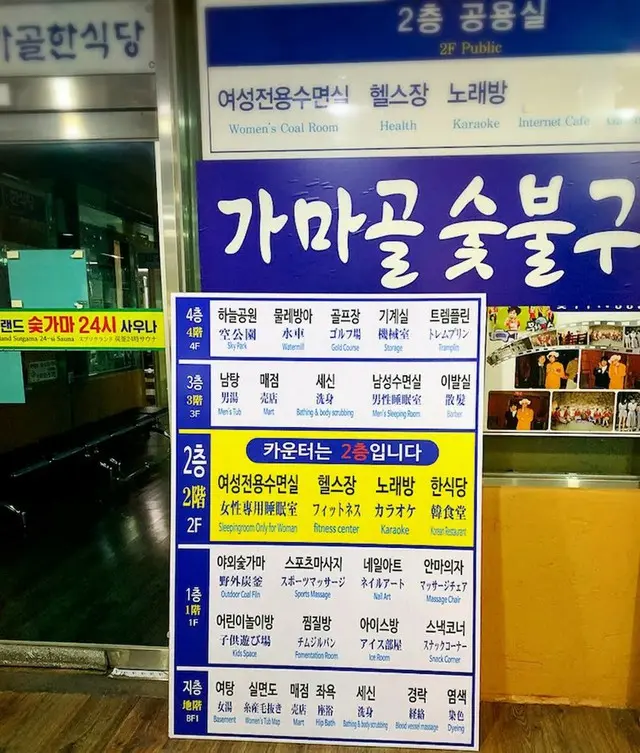 가골한식당
2층 공용실
2F Public
여성전용수면실 헬스장 노래방
Women's Coal Room Health Karaoke Internet Cafe
가마골 숯불구
랜드 숯가마 24시 사우나
4층 하늘공원 물레방아 골프장 기계실 트렘플린
4階 空公園 水車 ゴルフ場 機械室 トレムプリン
4F Sky Park Watermill Gold Course Storage Tramplin
3층 남탕 매점 세신 남성수면실 이발실
3階 男湯 売店 洗身 男性睡眠室 散髮
3F Men's Tub Mart Bathing & body scrubbing Men's Sleeping Room Barber
카운터는 2층입니다
2층 여성전용수면실 헬스장 노래방 한식당
2階 女性専用睡眠室 フィットネス カラオケ 韓食堂
2F Sleepingroom Only for Woman fitness center Karaoke Korean Restaurant
야외숯가마 스포츠마사지 네일아트 안마의자
野外炭釜 スポーツマッサージ ネイルアート マッサージチェア
Outdoor Coal Filn Sports Massage Nail Art Massage Chair
1층
1階
1F
어린이놀이방 찜질방 아이스방 스낵코너
子供遊び場 チムジルバン アイス部屋 スナックコーナー
Kids Space Fomentation Room Ice Room Snack Corner
지층 여탕 실면도 매점 좌욕 세신 경락 염색
地階 女湯 糸産毛抜き 売店 座浴 洗身 経絡 染色
BF1 Basement Women's Tub Map Mart Hip Bath Bathing & body scrubbing Blood vessel massage Dyeing